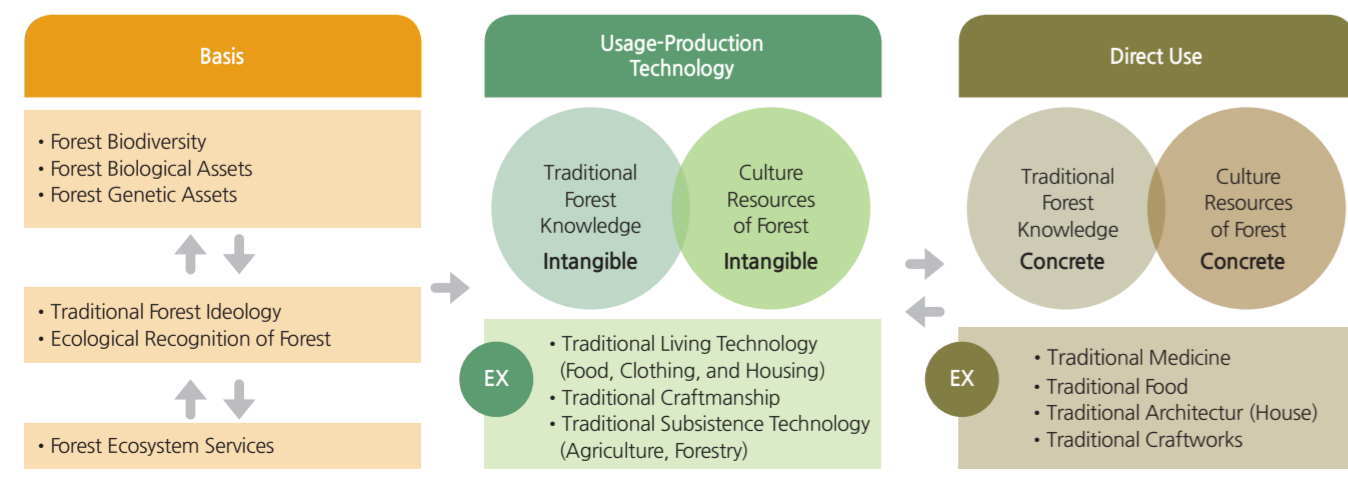 Basis
• Forest Biodiversity
• Forest Biological Assets
• Forest Genetic Assets
• Traditional Forest Ideology
• Ecological Recognition of Forest
• Forest Ecosystem Services
Usage-Production
Technology
Traditional
Forest
Knowledge
Intangible
Culture
Resources
of Forest
Intangible
EX
• Traditional Living Technology
(Food, Clothing, and Housing)
• Traditional Craftmanship
• Traditional Subsistence Technology
(Agriculture, Forestry)
Direct Use
Traditional
Forest
Knowledge
Concrete
Culture
Resources
of Forest
Concrete
EX
• Traditional Medicine
• Traditional Food
• Traditional Architectur (House)
• Traditional Craftworks